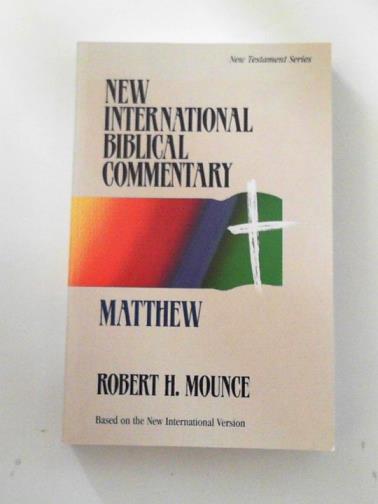 New Testament Series
NEW
INTERNATIONAL
BIBLICAL
COMMENTARY
MATTHEW
ROBERT H. MOUNCE
Based on the New International Version